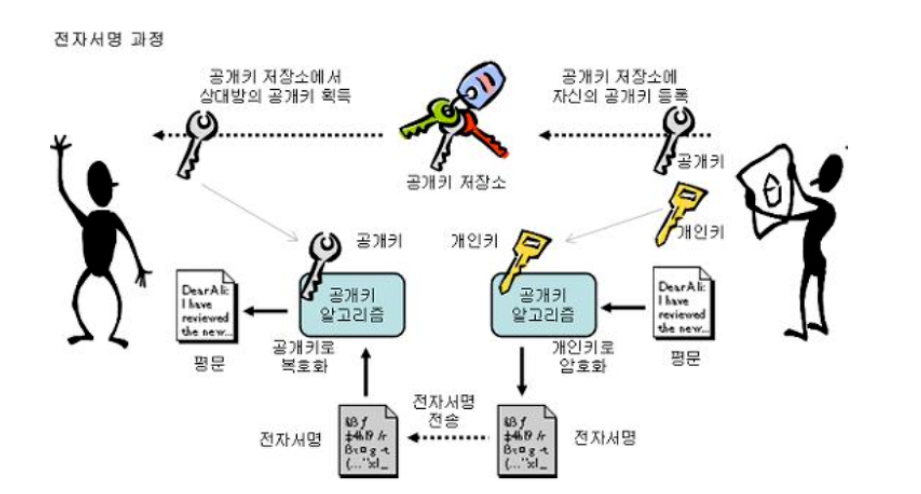 전자서명 과정
공개키 저장소에서
상대방의 공개키 획득
공개키 저장소에
자신의 공개키 등록
공개키
공개키 저장소
개인키
공개키
개인키
공개키
알고리즘
공개키
알고리즘
DearAli:
I have
reviewed
the new...
DearAli:
I have
reviewed
the new...
평문
공개키로
복호화
개인키로
암호화
평문
전자서명
전송
전자서명
전자서명